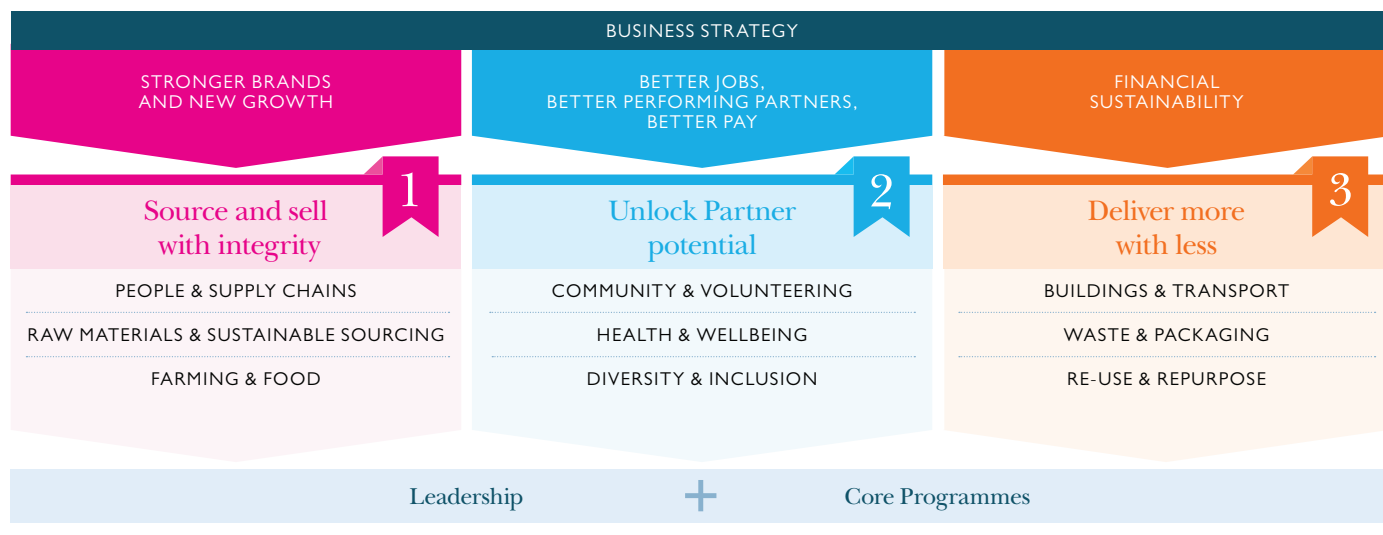 BUSINESS STRATEGY
STRONGER BRANDS
AND NEW GROWTH
BETTER JOBS,
BETTER PERFORMING PARTNERS,
BETTER PAY
FINANCIAL
SUSTAINABILITY
1
Source and sell
with integrity
PEOPLE & SUPPLY CHAINS
RAW MATERIALS & SUSTAINABLE SOURCING
FARMING & FOOD
2
Unlock Partner
potential
COMMUNITY & VOLUNTEERING
HEALTH & WELLBEING
DIVERSITY & INCLUSION
3
Deliver more
with less
BUILDINGS & TRANSPORT
WASTE & PACKAGING
RE-USE & REPURPOSE
Leadership + Core Programmes